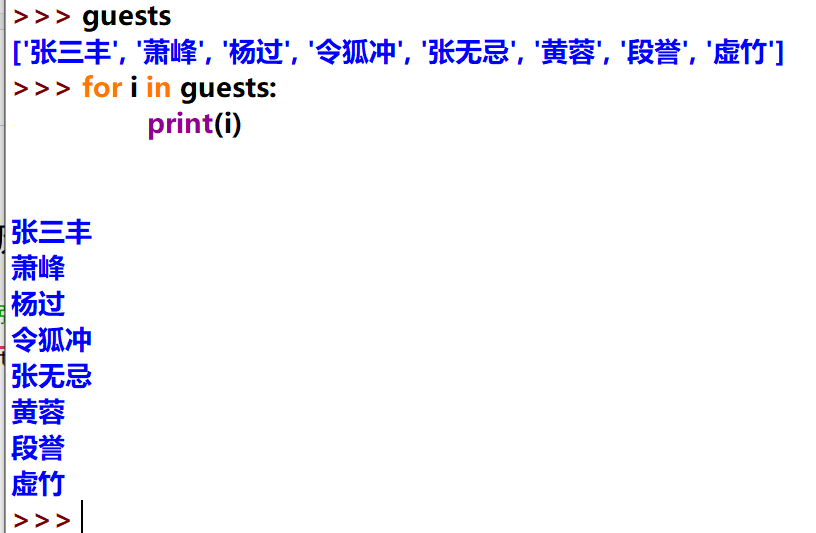 >>> guests
['张三丰', '萧峰', '杨过', '令狐冲', '张无忌', '黄蓉', '段誉', '虚竹']
>>> for i in guests:
print(i)
张三丰
萧峰
杨过
令狐冲
张无忌
黄蓉
段誉
虚竹
>>>